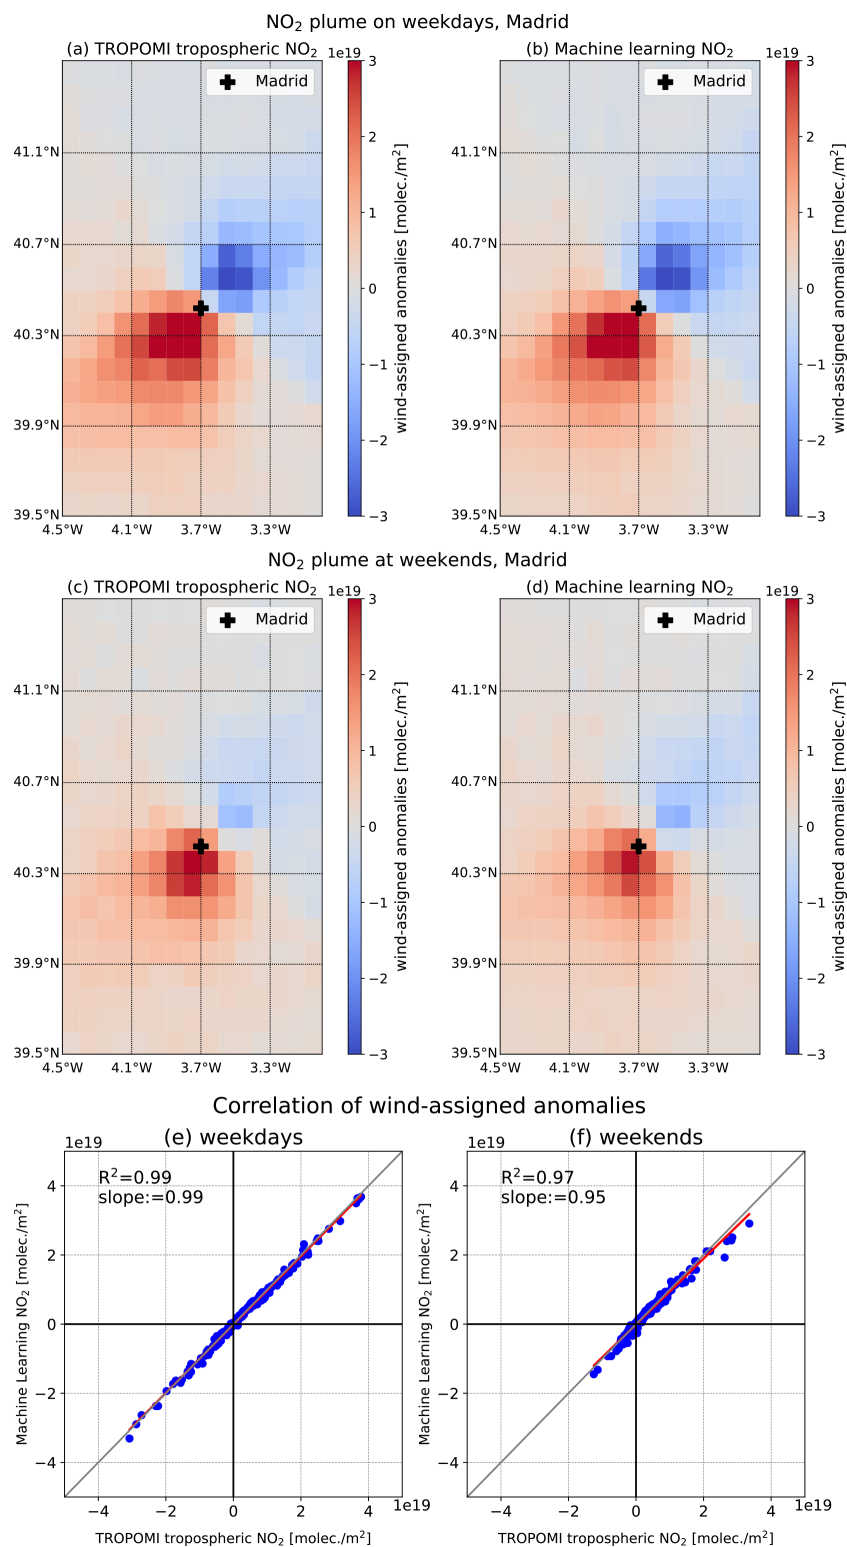 NO₂ plume on weekdays, Madrid
(a) TROPOMI tropospheric NO₂
1e19
(b) Machine learning NO₂
1e19
Madrid
Madrid
41.1°N
40.7°N
40.3°N
39.9°N
39.5°N
4.5°W
4.1°W
3.7°W
3.3°W
3
2
1
0
−1
−2
−3
wind-assigned anomalies [molec./m²]
41.1°N
40.7°N
40.3°N
39.9°N
39.5°N
4.5°W
4.1°W
3.7°W
3.3°W
3
2
1
0
−1
−2
−3
wind-assigned anomalies [molec./m²]
NO₂ plume at weekends, Madrid
(c) TROPOMI tropospheric NO₂
1e19
(d) Machine learning NO₂
1e19
Madrid
Madrid
41.1°N
40.7°N
40.3°N
39.9°N
39.5°N
4.5°W
4.1°W
3.7°W
3.3°W
3
2
1
0
−1
−2
−3
wind-assigned anomalies [molec./m²]
41.1°N
40.7°N
40.3°N
39.9°N
39.5°N
4.5°W
4.1°W
3.7°W
3.3°W
3
2
1
0
−1
−2
−3
wind-assigned anomalies [molec./m²]
Correlation of wind-assigned anomalies
1e19
(e) weekdays
R²=0.99
slope:=0.99
4
2
0
−2
−4
Machine Learning NO₂ [molec./m²]
−4
−2
0
2
4
1e19
TROPOMI tropospheric NO₂ [molec./m²]
1e19
(f) weekends
R²=0.97
slope:=0.95
4
2
0
−2
−4
Machine Learning NO₂ [molec./m²]
−4
−2
0
2
4
1e19
TROPOMI tropospheric NO₂ [molec./m²]